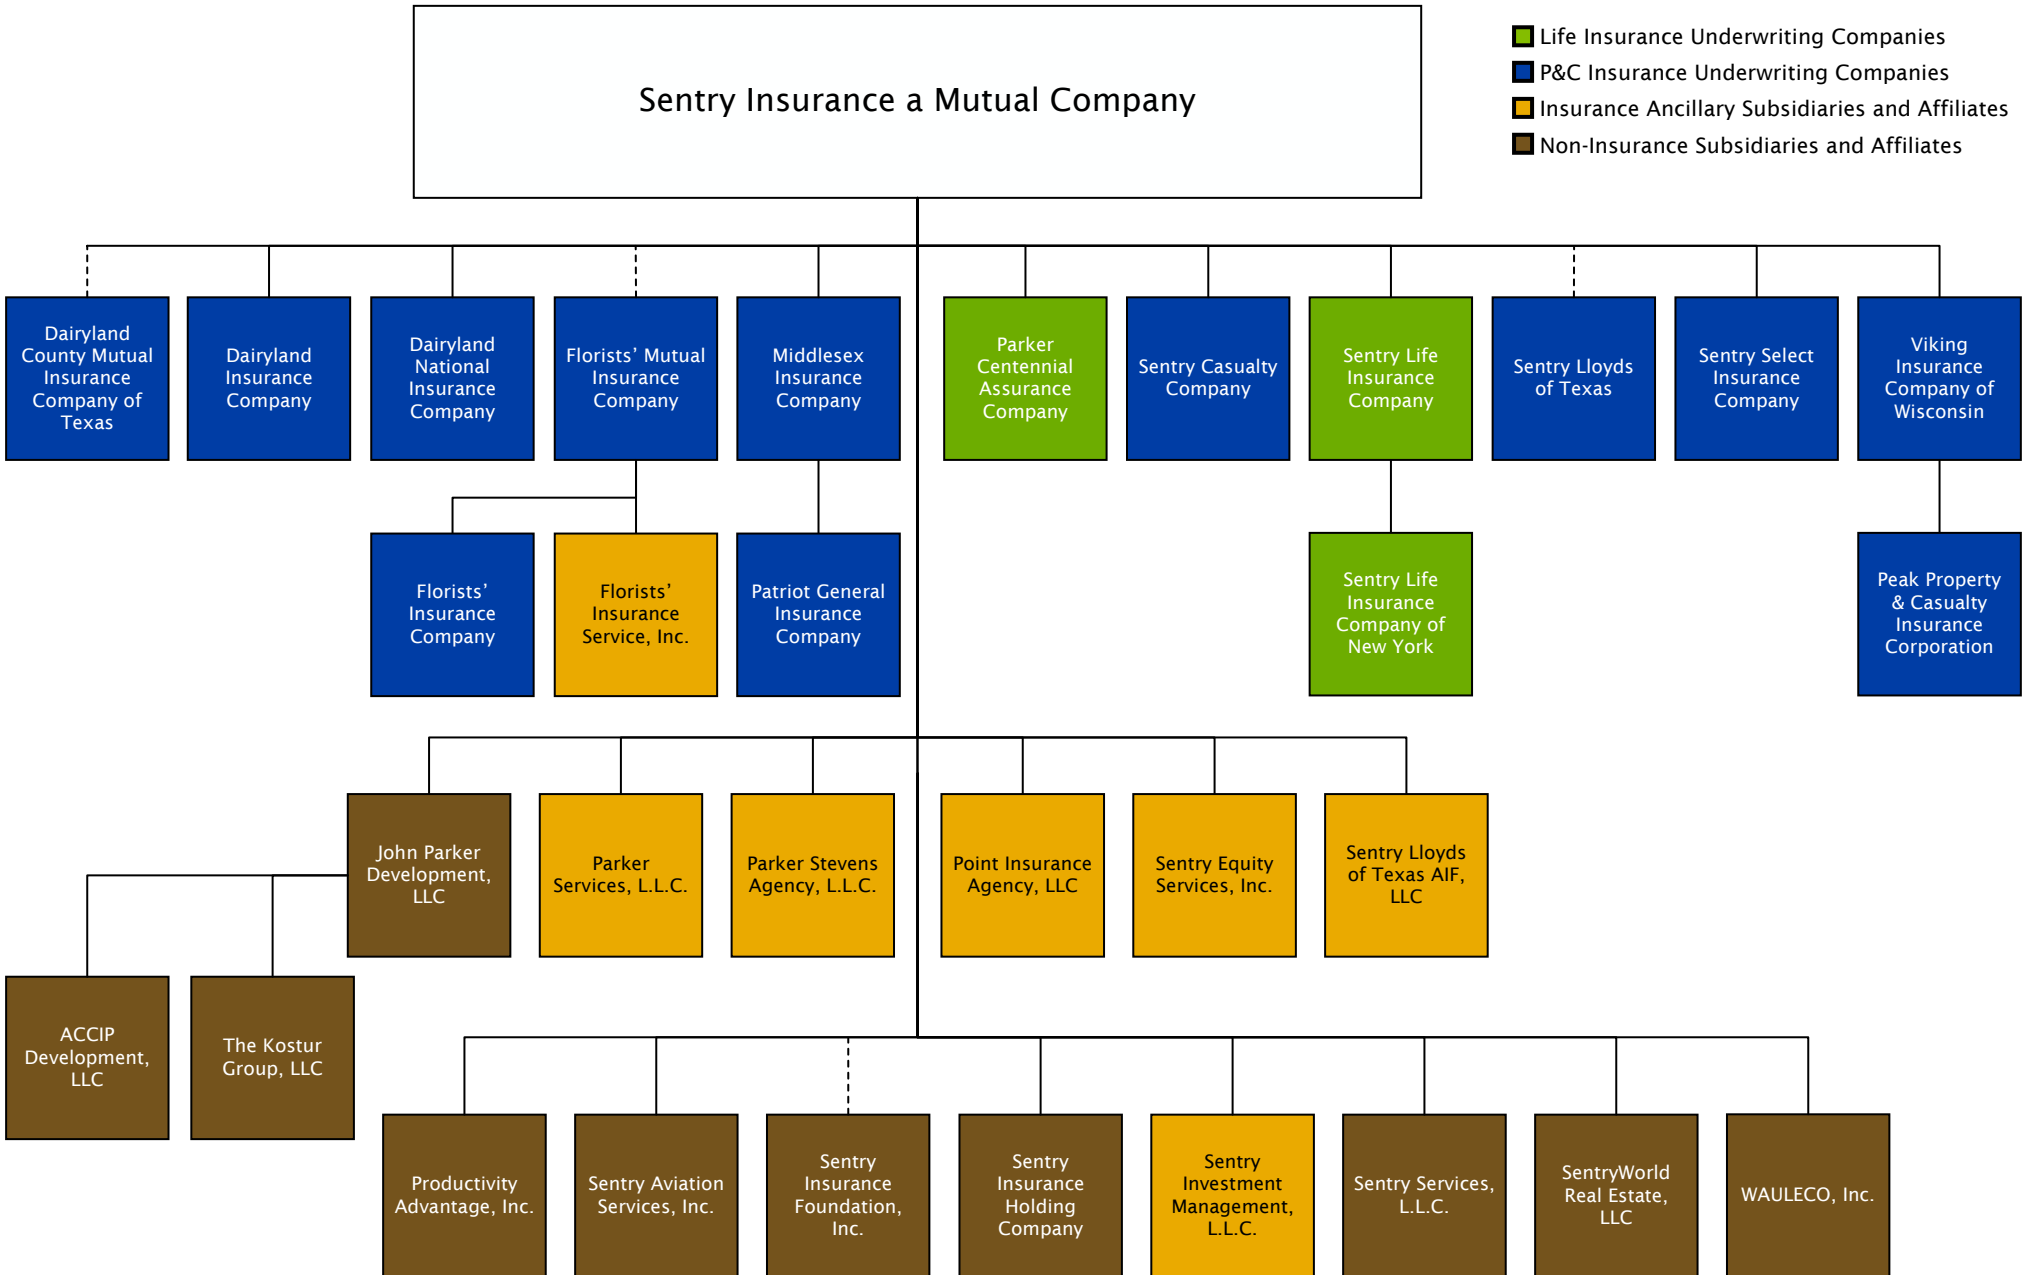 Sentry Insurance a Mutual Company
Life Insurance Underwriting Companies
P&C Insurance Underwriting Companies
Insurance Ancillary Subsidiaries and Affiliates
Non-Insurance Subsidiaries and Affiliates
Dairyland
County Mutual
Insurance
Company of
Texas
Dairyland
Insurance
Company
Dairyland
National
Insurance
Company
Florists’ Mutual
Insurance
Company
Middlesex
Insurance
Company
Parker
Centennial
Assurance
Company
Sentry Casualty
Company
Sentry Life
Insurance
Company
Sentry Lloyds
of Texas
Sentry Select
Insurance
Company
Viking
Insurance
Company of
Wisconsin
Florists’
Insurance
Company
Florists’
Insurance
Service, Inc.
Patriot General
Insurance
Company
Sentry Life
Insurance
Company of
New York
Peak Property
& Casualty
Insurance
Corporation
John Parker
Development,
LLC
Parker
Services, L.L.C.
Parker Stevens
Agency, L.L.C.
Point Insurance
Agency, LLC
Sentry Equity
Services, Inc.
Sentry Lloyds
of Texas AIF,
LLC
ACCIP
Development,
LLC
The Kostur
Group, LLC
Productivity
Advantage, Inc.
Sentry Aviation
Services, Inc.
Sentry
Insurance
Foundation,
Inc.
Sentry
Insurance
Holding
Company
Sentry
Investment
Management,
L.L.C.
Sentry Services,
L.L.C.
SentryWorld
Real Estate,
LLC
WAULECO, Inc.